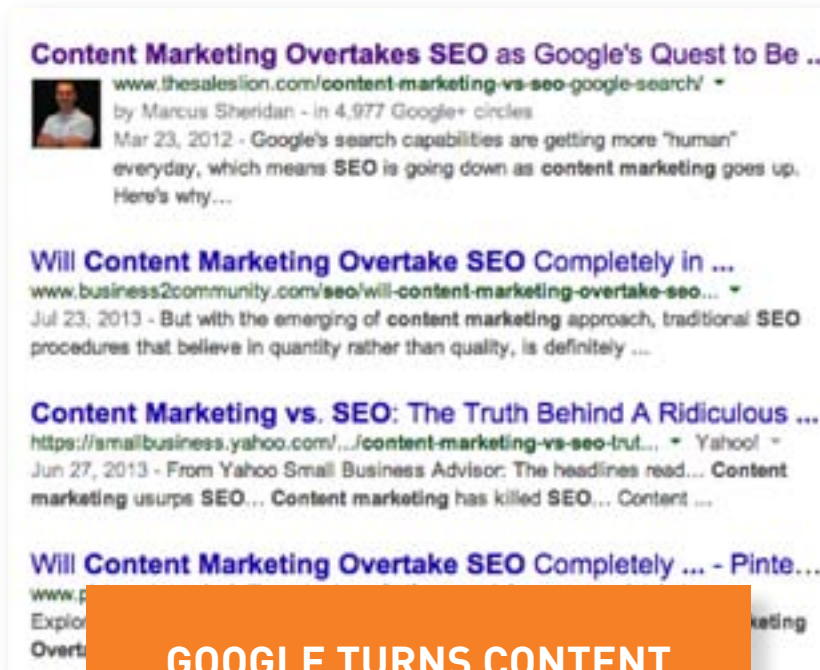 Content Marketing Overtakes SEO as Google's Quest to Be ...
www.thesaleslion.com/content-marketing-vs-seo-google-search/
by Marcus Sheridan - in 4,977 Google+ circles
Mar 23, 2012 - Google's search capabilities are getting more "human"
everyday, which means SEO is going down as content marketing goes up.
Here's why...
Will Content Marketing Overtake SEO Completely in ...
www.business2community.com/seo/will-content-marketing-overtake-seo...
Jul 23, 2013 - But with the emerging of content marketing approach, traditional SEO
procedures that believe in quantity rather than quality, is definitely ...
Content Marketing vs. SEO: The Truth Behind A Ridiculous ...
https://smallbusiness.yahoo.com/.../content-marketing-vs-seo-trut... Yahoo!
Jun 27, 2013 - From Yahoo Small Business Advisor: The headlines read... Content
marketing usurps SEO... Content marketing has killed SEO... Content ...
Will Content Marketing Overtake SEO Completely ... - Pinte...
www.p
Explor keting
Overt
GOOGLE TURNS CONTENT